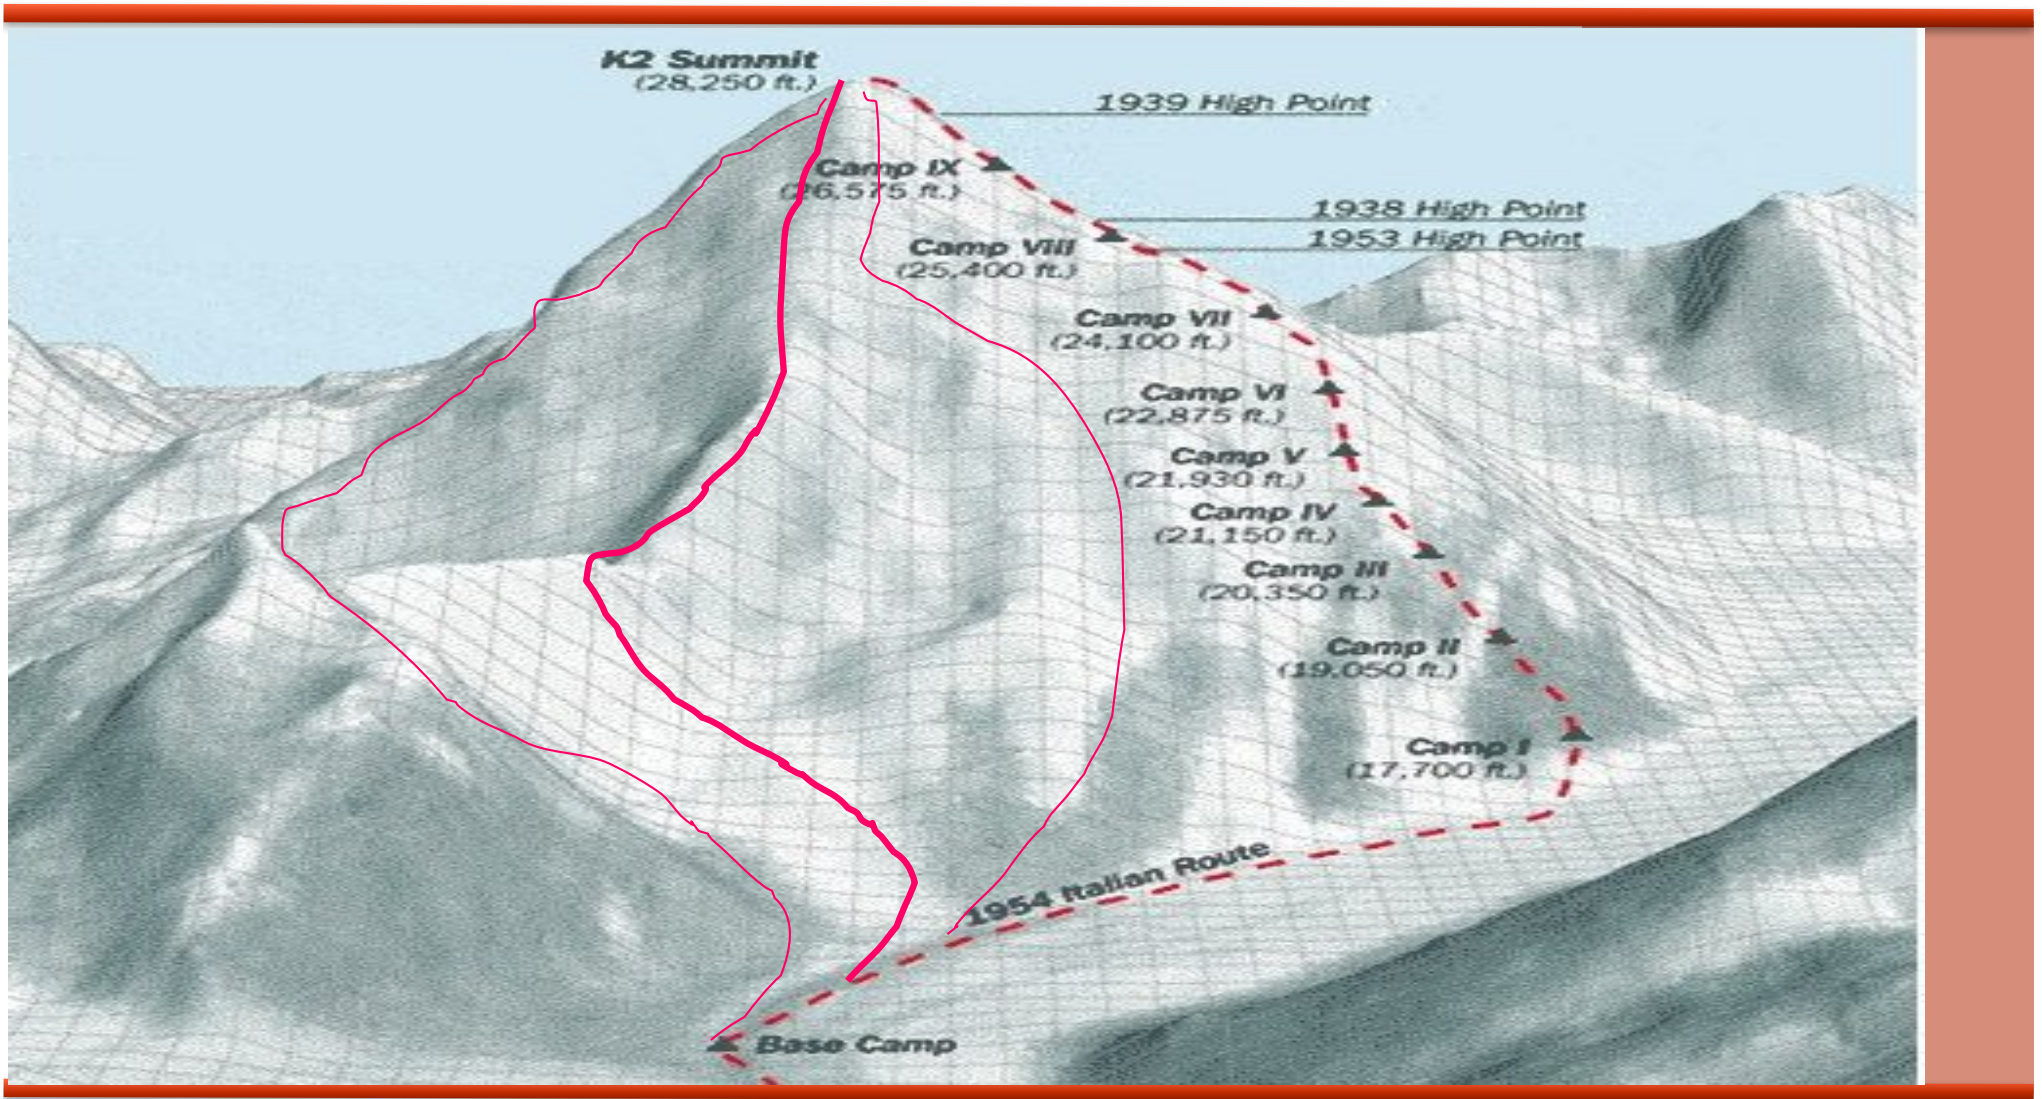 K2 Summit
(28,250 ft.)
1939 High Point
Camp IX
(26,575 ft.)
1938 High Point
1953 High Point
Camp VIII
(25,400 ft.)
Camp VII
(24,100 ft.)
Camp VI
(22,875 ft.)
Camp V
(21,930 ft.)
Camp IV
(21,150 ft.)
Camp III
(20,350 ft.)
Camp II
(19,050 ft.)
Camp I
(17,700 ft.)
1954 Italian Route
Base Camp